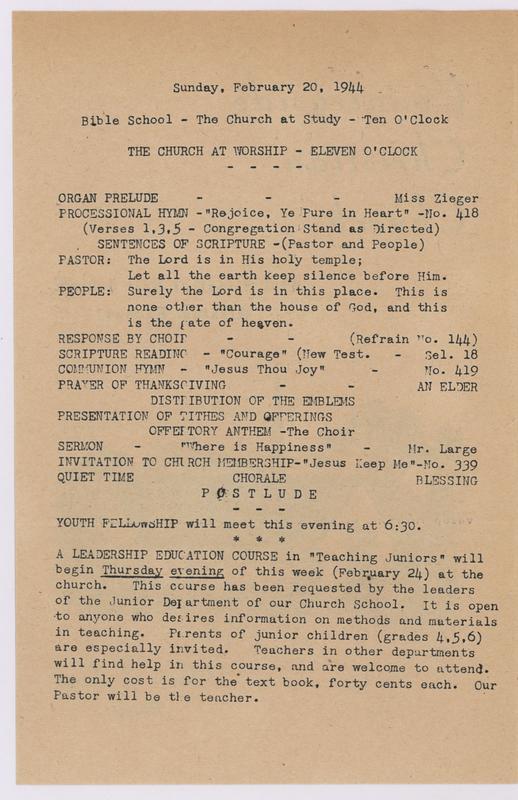 Sunday, February 20, 1944
Bible School - The Church at Study - Ten O'Clock
THE CHURCH AT WORSHIP - ELEVEN O'CLOCK
- - - -
ORGAN PRELUDE - - - Miss Zieger
PROCESSIONAL HYMN -"Rejoice, Ye Pure in Heart" -No. 418
(Verses 1,3,5 - Congregation Stand as Directed)
SENTENCES OF SCRIPTURE -(Pastor and People)
PASTOR: The Lord is in His holy temple;
Let all the earth keep silence before Him.
PEOPLE: Surely the Lord is in this place. This is
none other than the house of God, and this
is the gate of heaven.
RESPONSE BY CHOIR - - (Refrain No. 144)
SCRIPTURE READING - "Courage" (New Test. - Sel. 18
COMMUNION HYMN - "Jesus Thou Joy" - No. 419
PRAYER OF THANKSGIVING - - AN ELDER
DISTRIBUTION OF THE EMBLEMS
PRESENTATION OF TITHES AND OFFERINGS
OFFERTORY ANTHEM -The Choir
SERMON - "Where is Happiness" - Mr. Large
INVITATION TO CHURCH MEMBERSHIP-"Jesus Keep Me"-No. 339
QUIET TIME CHORALE BLESSING
P O S T L U D E
- - -
YOUTH FELLOWSHIP will meet this evening at 6:30.
* * *
A LEADERSHIP EDUCATION COURSE in "Teaching Juniors" will
begin Thursday evening of this week (February 24) at the
church. This course has been requested by the leaders
of the Junior Department of our Church School. It is open
to anyone who desires information on methods and materials
in teaching. Parents of junior children (grades 4,5,6)
are especially invited. Teachers in other departments
will find help in this course, and are welcome to attend.
The only cost is for the text book, forty cents each. Our
Pastor will be the teacher.